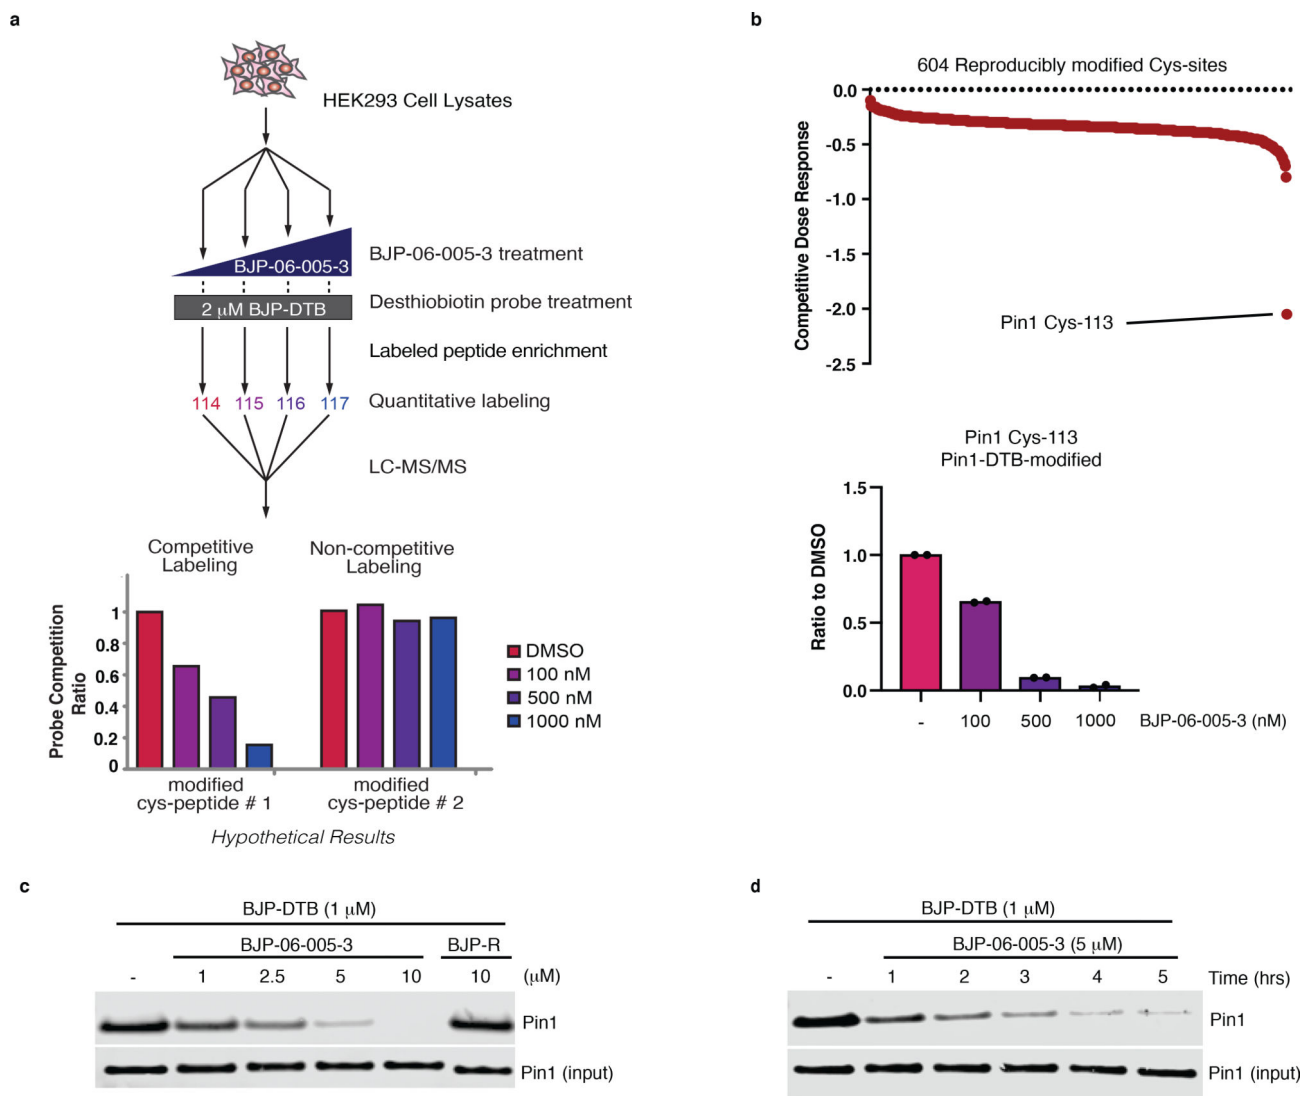 a
HEK293 Cell Lysates
BJP-06-005-3 treatment
BJP-06-005-3
Desthiobiotin probe treatment
2 μM BJP-DTB
Labeled peptide enrichment
114 115 116 117
Quantitative labeling
LC-MS/MS
Competitive
Labeling
Non-competitive
Labeling
Probe Competition
Ratio
1
0.8
0.6
0.4
0.2
0
DMSO
100 nM
500 nM
1000 nM
modified
cys-peptide # 1
modified
cys-peptide # 2
Hypothetical Results
b
604 Reproducibly modified Cys-sites
Competitive Dose Response
0.0
-0.5
-1.0
-1.5
-2.0
-2.5
Pin1 Cys-113
Pin1 Cys-113
Pin1-DTB-modified
Ratio to DMSO
1.5
1.0
0.5
0.0
- 100 500 1000 BJP-06-005-3 (nM)
c
BJP-DTB (1 μM)
BJP-06-005-3 BJP-R
- 1 2.5 5 10 10 (μM)
Pin1
Pin1 (input)
d
BJP-DTB (1 μM)
BJP-06-005-3 (5 μM)
- 1 2 3 4 5 Time (hrs)
Pin1
Pin1 (input)